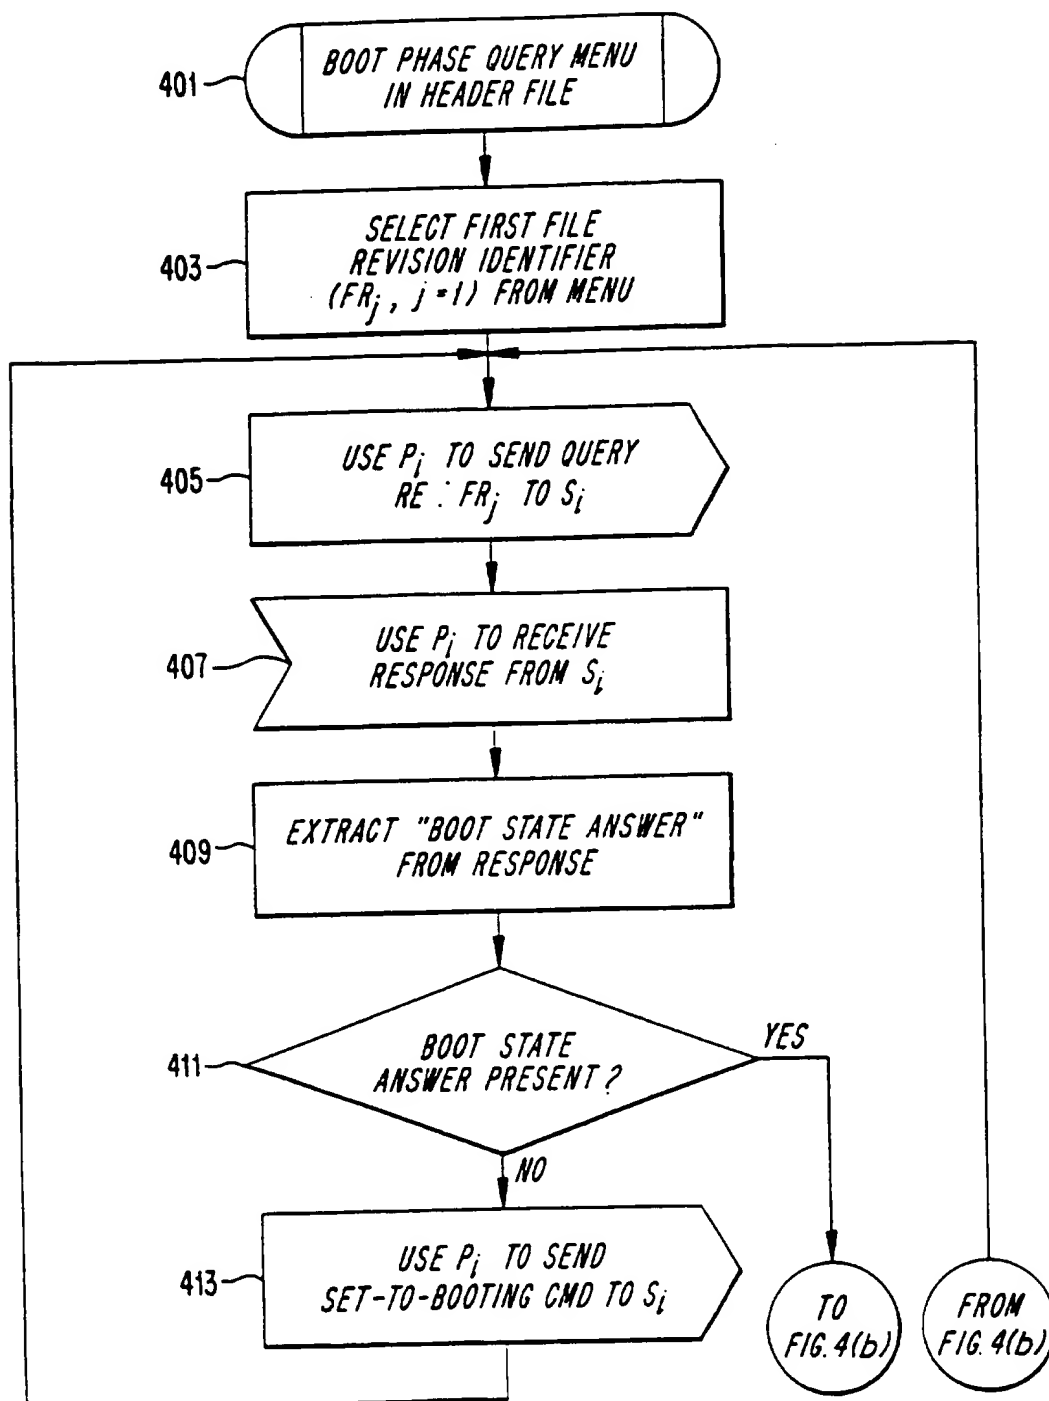 401
BOOT PHASE QUERY MENU
IN HEADER FILE
403
SELECT FIRST FILE
REVISION IDENTIFIER
(FRj, j=1) FROM MENU
405
USE Pi TO SEND QUERY
RE: FRj TO Si
407
USE Pi TO RECEIVE
RESPONSE FROM Si
409
EXTRACT "BOOT STATE ANSWER"
FROM RESPONSE
411
BOOT STATE
ANSWER PRESENT?
YES
NO
413
USE Pi TO SEND
SET-TO-BOOTING CMD TO Si
TO
FIG. 4(b)
FROM
FIG. 4(b)